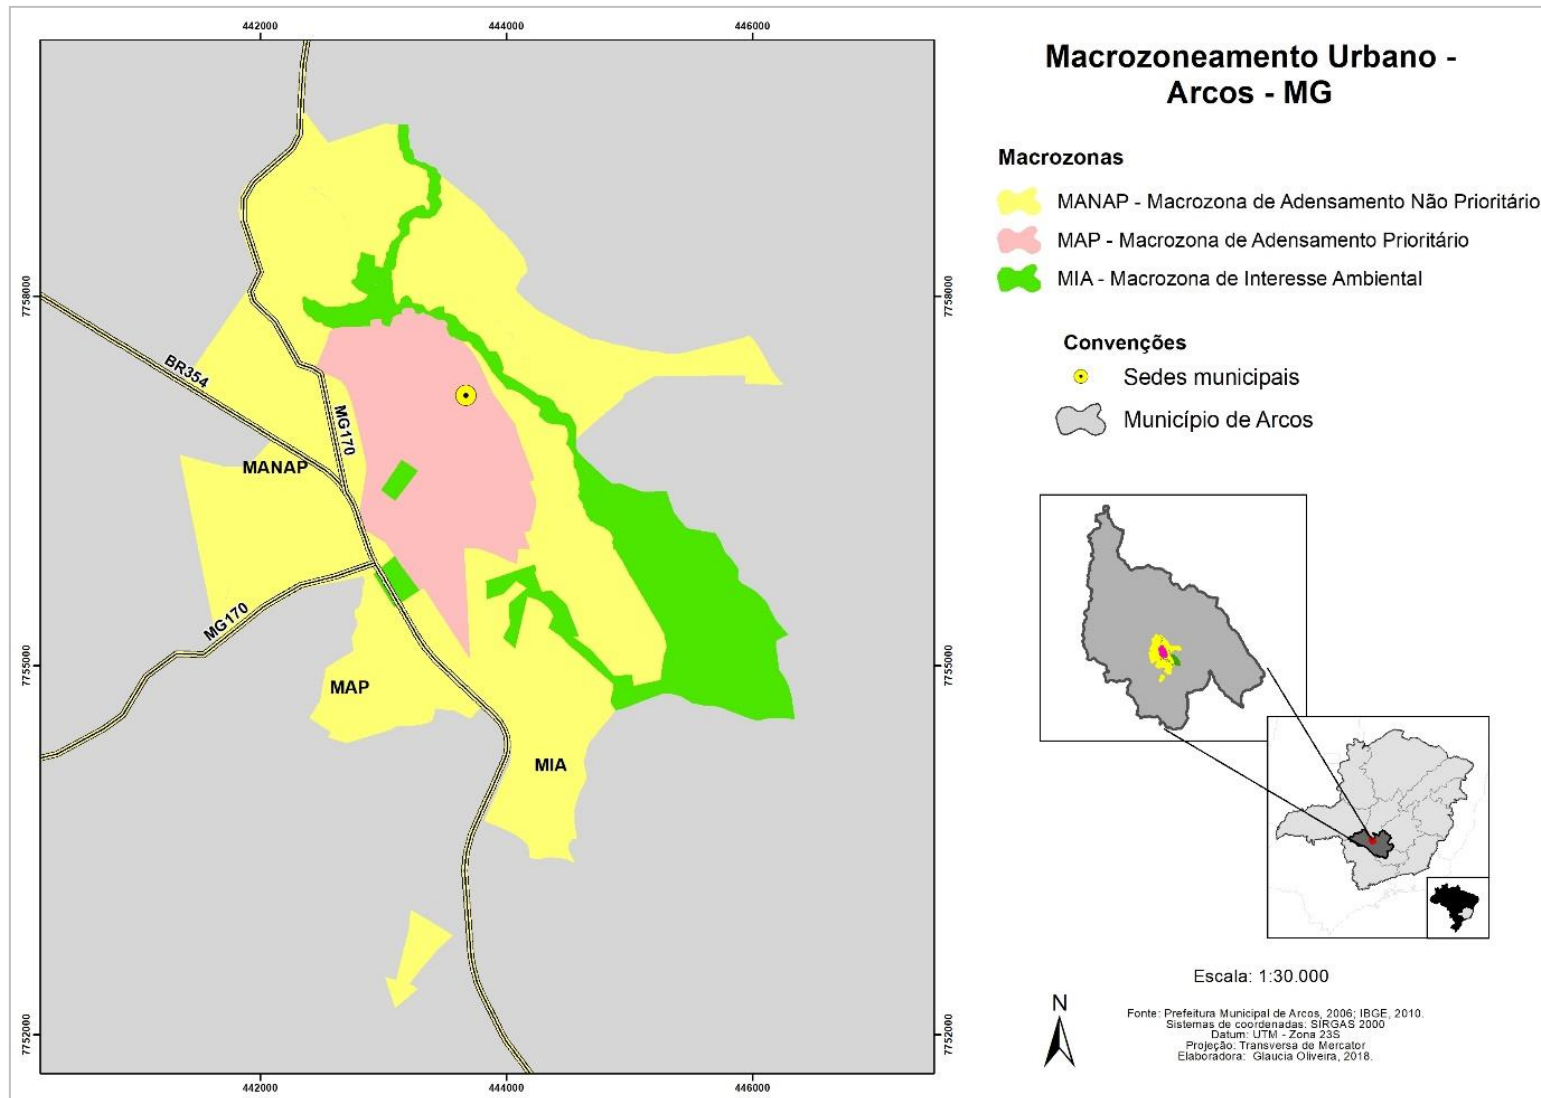 Macrozoneamento Urbano -
Arcos - MG
Macrozonas
MANAP - Macrozona de Adensamento Não Prioritário
MAP - Macrozona de Adensamento Prioritário
MIA - Macrozona de Interesse Ambiental
Convenções
Sedes municipais
Município de Arcos
442000
444000
446000
7758000
7758000
BR354
MG170
MANAP
MG170
7755000
7755000
MAP
MIA
7752000
7752000
442000
444000
446000
Escala: 1:30.000
N
Fonte: Prefeitura Municipal de Arcos, 2006; IBGE, 2010.
Sistemas de coordenadas: SIRGAS 2000
Datum: UTM - Zona 23S
Projeção: Transversa de Mercator
Elaboradora: Glaucia Oliveira, 2018.